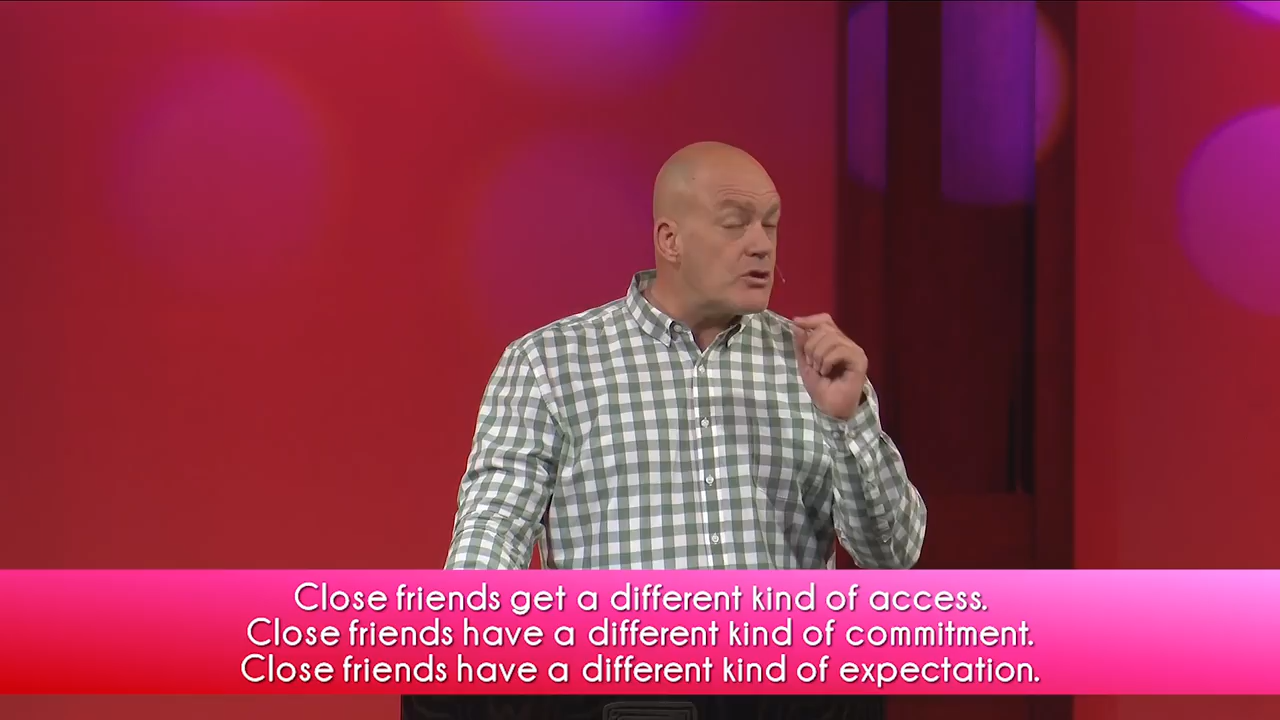 Close friends get a different kind of access.
Close friends have a different kind of commitment.
Close friends have a different kind of expectation.